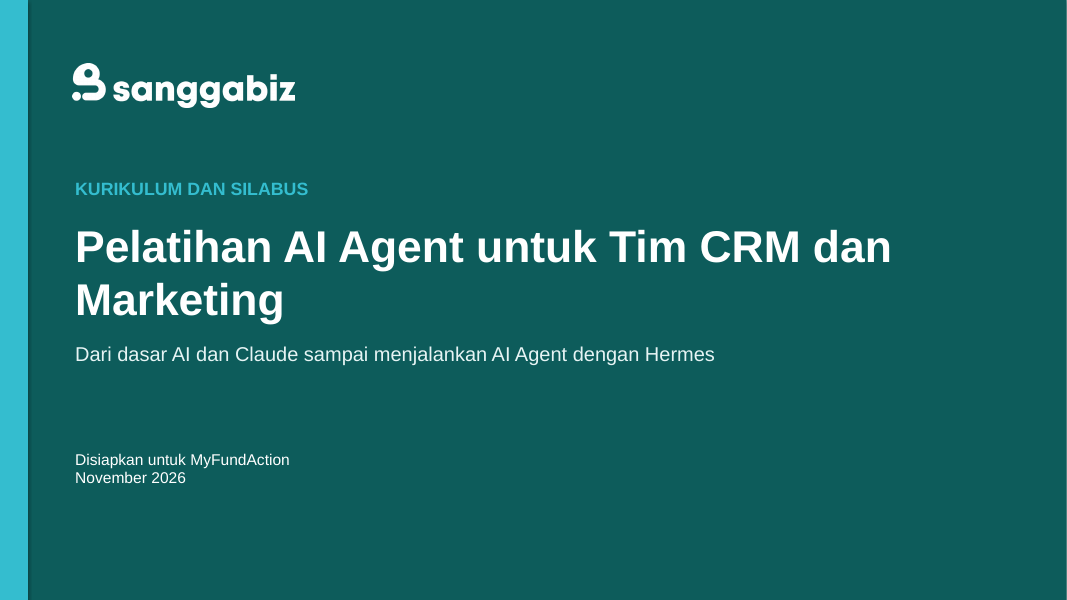 sanggabiz
KURIKULUM DAN SILABUS
Pelatihan AI Agent untuk Tim CRM dan
Marketing
Dari dasar AI dan Claude sampai menjalankan AI Agent dengan Hermes
Disiapkan untuk MyFundAction
November 2026